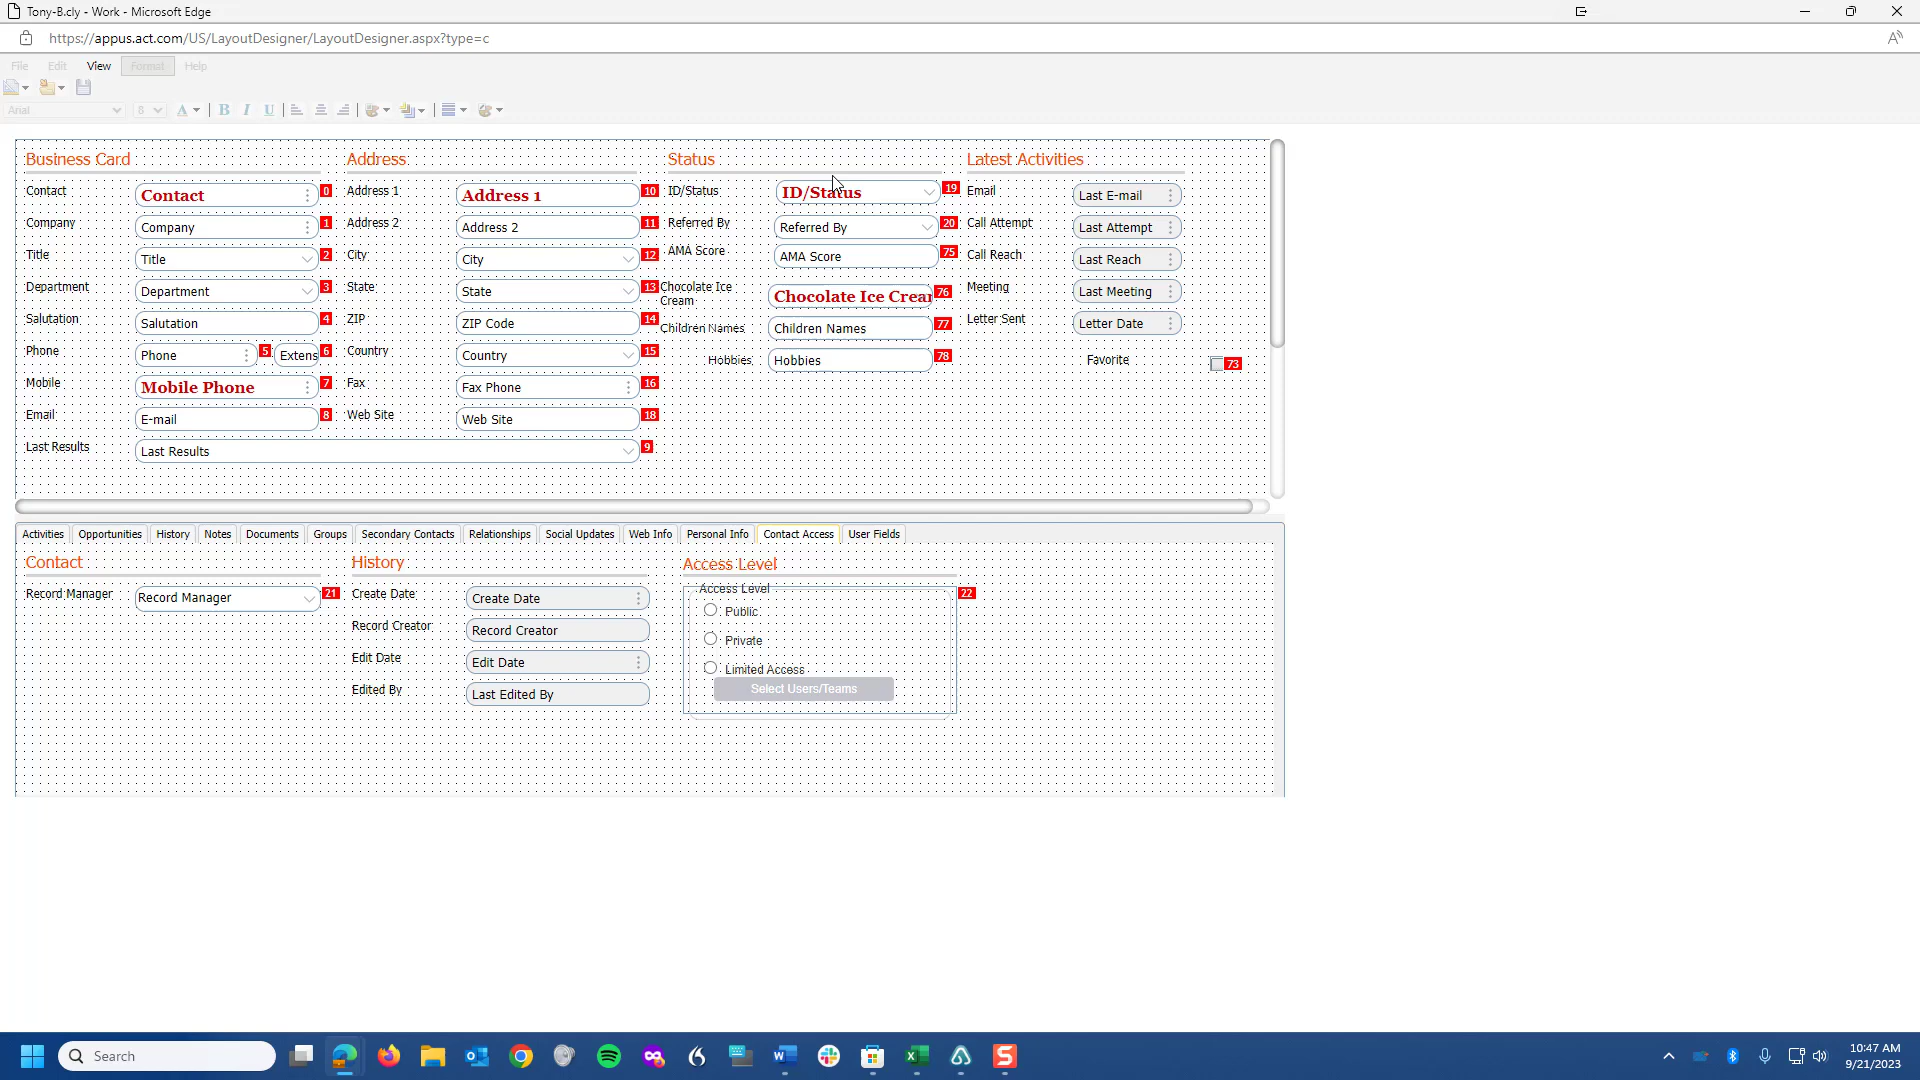 Tony-B.cly - Work - Microsoft Edge
https://appus.act.com/US/LayoutDesigner/LayoutDesigner.aspx?type=c
File Edit View Format Help
Arial 8 A B I U
Business Card Address Status Latest Activities
Contact Contact 0 Address 1 Address 1 10 ID/Status ID/Status 19 Email Last E-mail
Company Company 1 Address 2 Address 2 11 Referred By Referred By 20 Call Attempt Last Attempt
Title Title 2 City City 12 AMA Score AMA Score 75 Call Reach Last Reach
Department Department 3 State State 13 Chocolate Ice Cream Chocolate Ice Crear 76 Meeting Last Meeting
Salutation Salutation 4 ZIP ZIP Code 14 Children Names Children Names 77 Letter Sent Letter Date
Phone Phone 5 Extens 6 Country Country 15 Hobbies Hobbies 78 Favorite 73
Mobile Mobile Phone 7 Fax Fax Phone 16
Email E-mail 8 Web Site Web Site 18
Last Results Last Results 9
Activities Opportunities History Notes Documents Groups Secondary Contacts Relationships Social Updates Web Info Personal Info Contact Access User Fields
Contact History Access Level
Record Manager Record Manager 21 Create Date Create Date Access Level 22
Public
Record Creator Record Creator Private
Edit Date Edit Date Limited Access
Edited By Last Edited By Select Users/Teams
Search
10:47 AM
9/21/2023